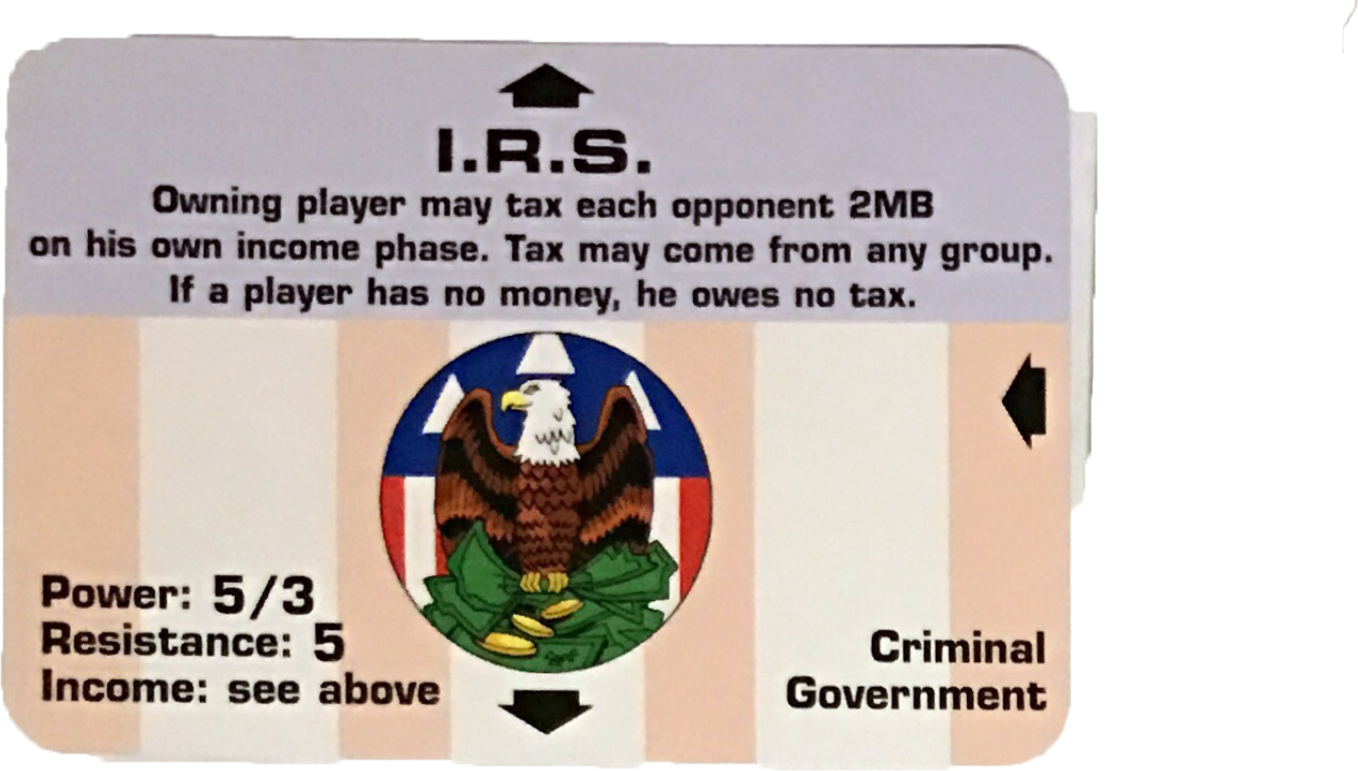 I.R.S.
Owning player may tax each opponent 2MB
on his own income phase. Tax may come from any group.
If a player has no money, he owes no tax.
Power: 5/3
Resistance: 5
Income: see above
Criminal
Government